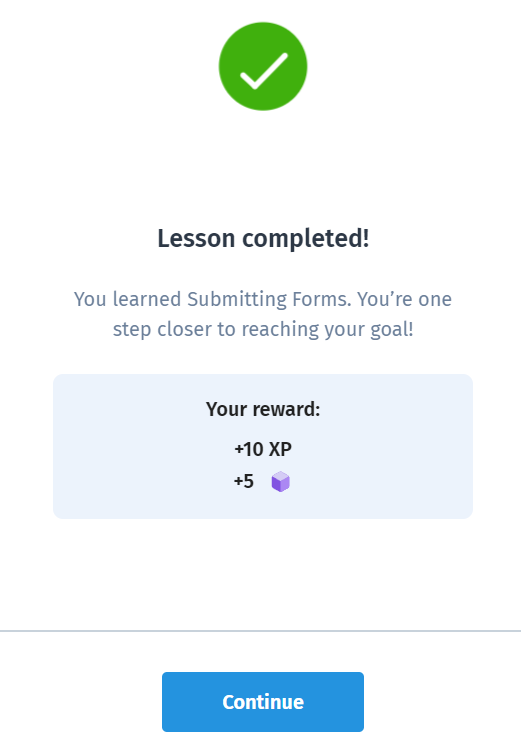 Lesson completed!
You learned Submitting Forms. You’re one
step closer to reaching your goal!
Your reward:
+10 XP
+5
Continue